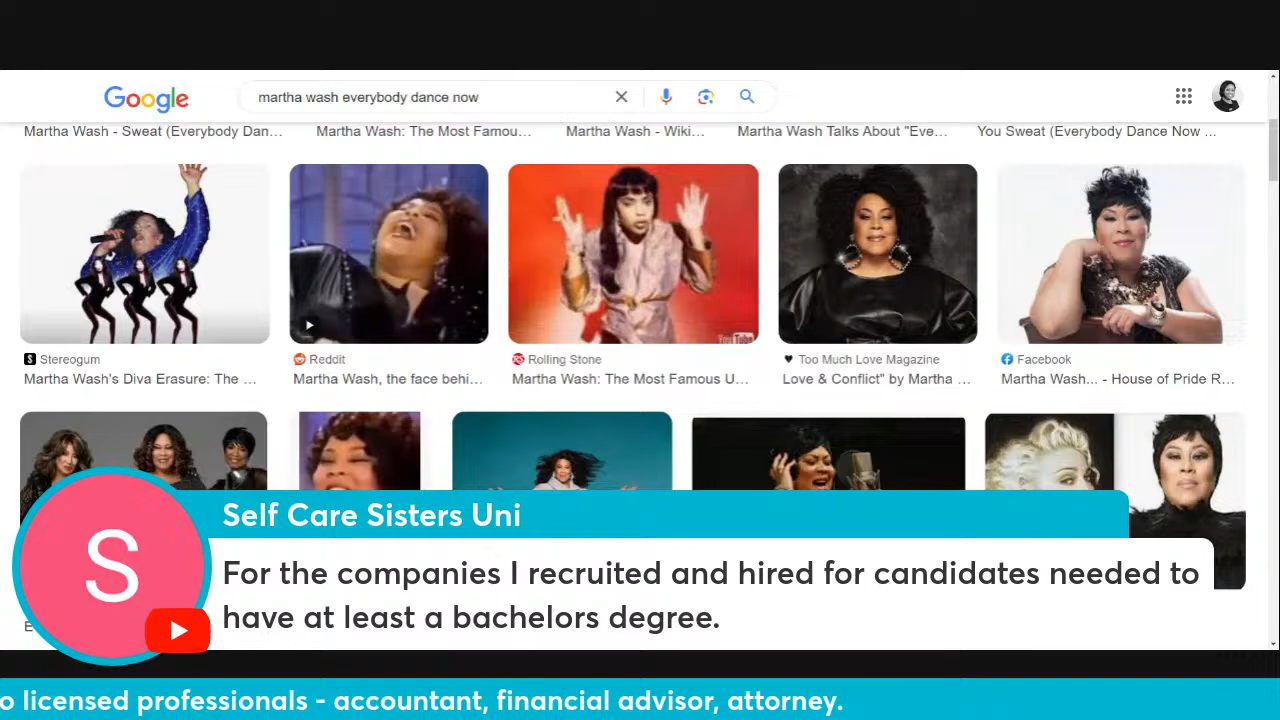 Google
martha wash everybody dance now
Martha Wash - Sweat (Everybody Dan...
Martha Wash: The Most Famou...
Martha Wash - Wiki...
Martha Wash Talks About "Eve...
You Sweat (Everybody Dance Now ...
YouTube
Stereogum
Martha Wash's Diva Erasure: The ...
Reddit
Martha Wash, the face behi...
Rolling Stone
Martha Wash: The Most Famous U...
Too Much Love Magazine
Love & Conflict" by Martha ...
Facebook
Martha Wash... - House of Pride R...
S
Self Care Sisters Uni
For the companies I recruited and hired for candidates needed to
have at least a bachelors degree.
o licensed professionals - accountant, financial advisor, attorney.